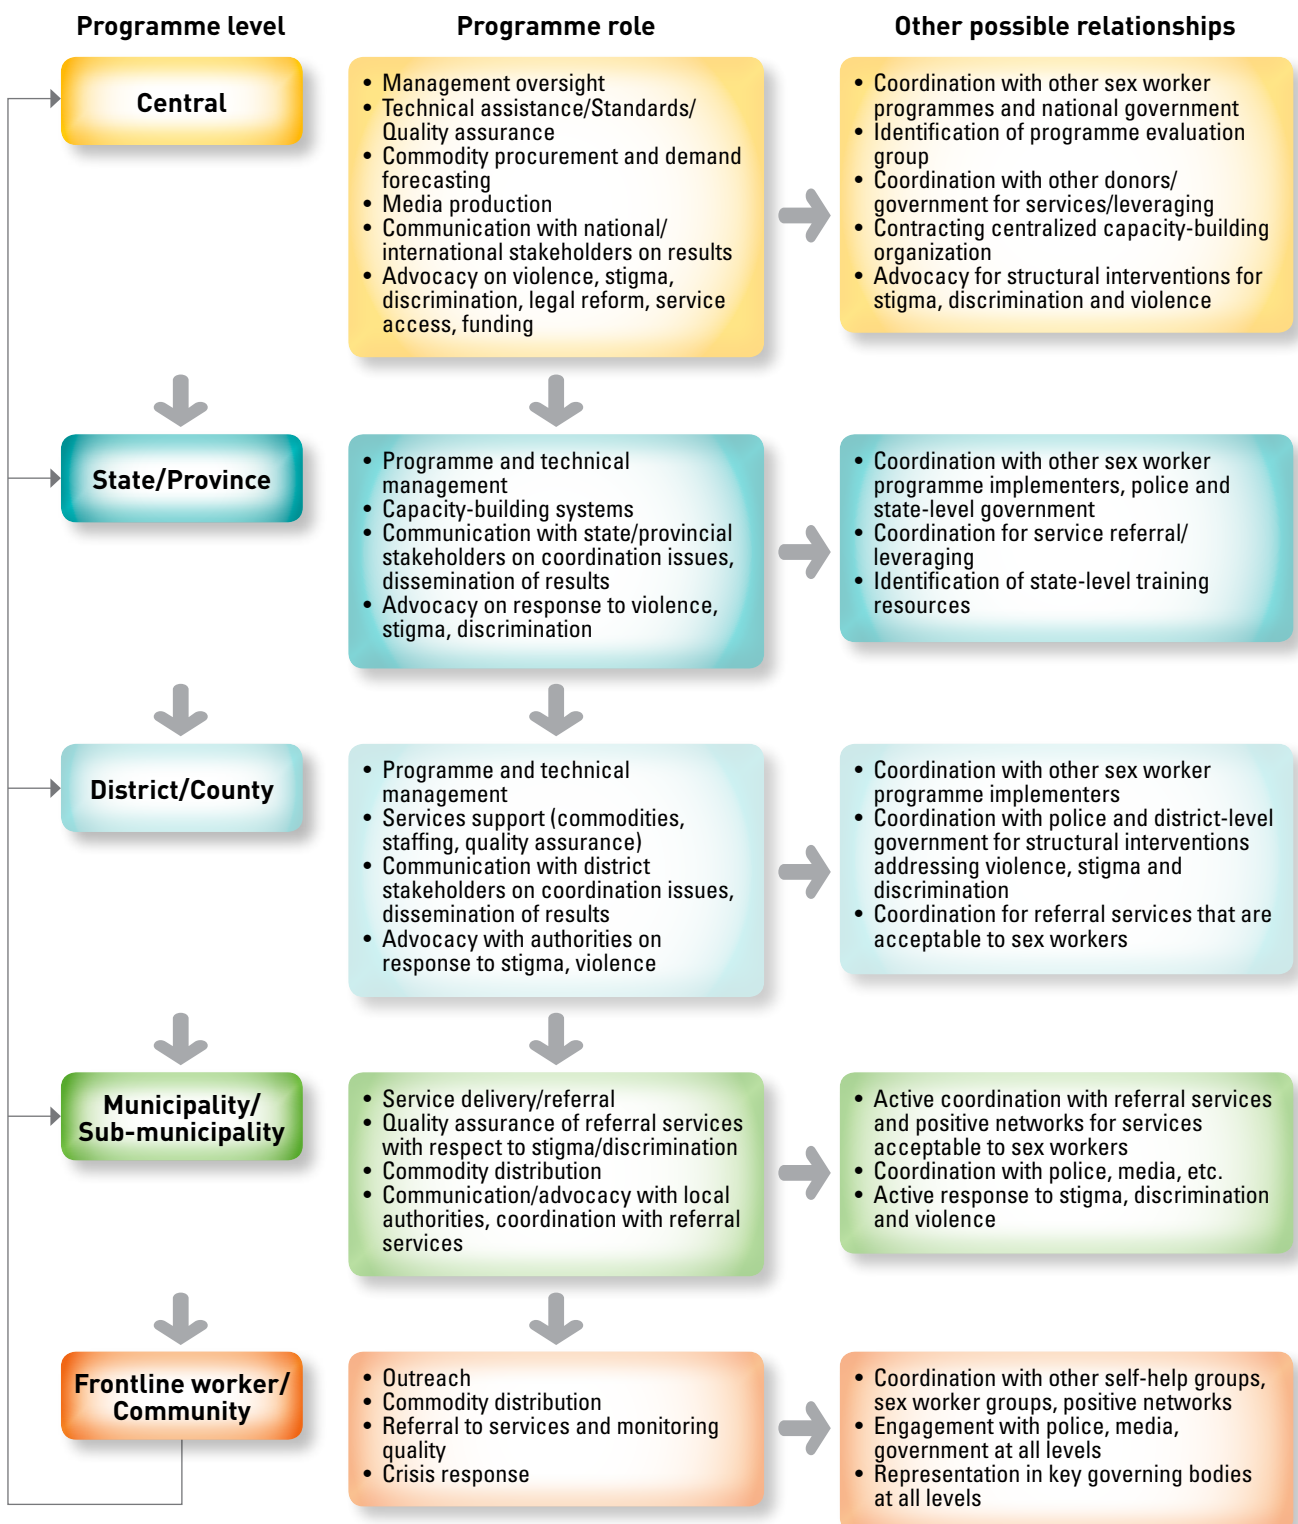 Programme level
Programme role
Other possible relationships
Central
• Management oversight
• Technical assistance/Standards/
Quality assurance
• Commodity procurement and demand
forecasting
• Media production
• Communication with national/
international stakeholders on results
• Advocacy on violence, stigma,
discrimination, legal reform, service
access, funding
• Coordination with other sex worker
programmes and national government
• Identification of programme evaluation
group
• Coordination with other donors/
government for services/leveraging
• Contracting centralized capacity-building
organization
• Advocacy for structural interventions for
stigma, discrimination and violence
State/Province
• Programme and technical
management
• Capacity-building systems
• Communication with state/provincial
stakeholders on coordination issues,
dissemination of results
• Advocacy on response to violence,
stigma, discrimination
• Coordination with other sex worker
programme implementers, police and
state-level government
• Coordination for service referral/
leveraging
• Identification of state-level training
resources
District/County
• Programme and technical
management
• Services support (commodities,
staffing, quality assurance)
• Communication with district
stakeholders on coordination issues,
dissemination of results
• Advocacy with authorities on
response to stigma, violence
• Coordination with other sex worker
programme implementers
• Coordination with police and district-level
government for structural interventions
addressing violence, stigma and
discrimination
• Coordination for referral services that are
acceptable to sex workers
Municipality/
Sub-municipality
• Service delivery/referral
• Quality assurance of referral services
with respect to stigma/discrimination
• Commodity distribution
• Communication/advocacy with local
authorities, coordination with referral
services
• Active coordination with referral services
and positive networks for services
acceptable to sex workers
• Coordination with police, media, etc.
• Active response to stigma, discrimination
and violence
Frontline worker/
Community
• Outreach
• Commodity distribution
• Referral to services and monitoring
quality
• Crisis response
• Coordination with other self-help groups,
sex worker groups, positive networks
• Engagement with police, media,
government at all levels
• Representation in key governing bodies
at all levels